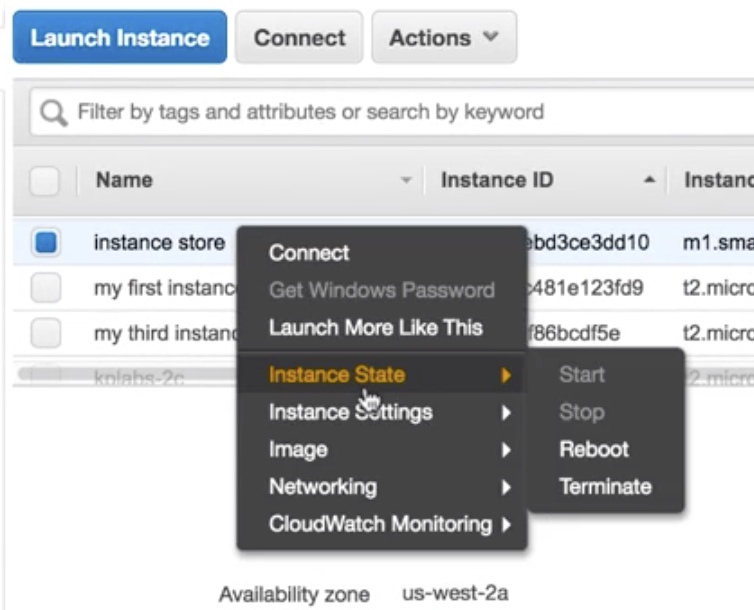 Launch Instance Connect Actions
Filter by tags and attributes or search by keyword
Name Instance ID
instance store ebd3ce3dd10 m1.sma
my first instanc 481e123fd9 t2.micro
my third instanc f86bcdf5e t2.micro
kplabs-2c t2.micro
Connect
Get Windows Password
Launch More Like This
Instance State
Instance Settings
Image
Networking
CloudWatch Monitoring
Start
Stop
Reboot
Terminate
Availability zone us-west-2a